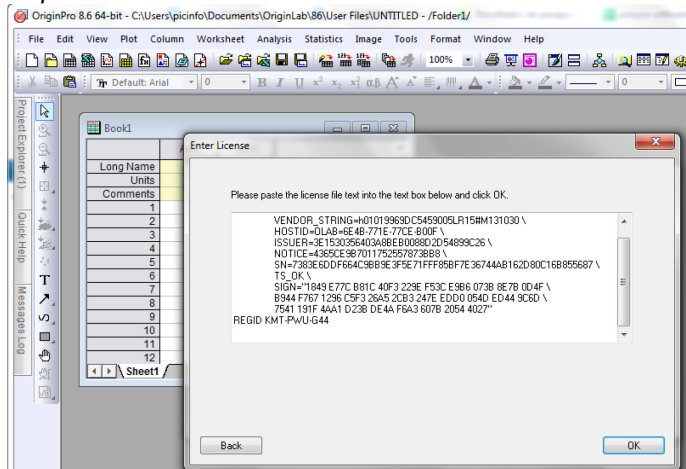 OriginPro 8.6 64-bit - C:\Users\picinfo\Documents\OriginLab\86\User Files\UNTITLED - /Folder1/
File Edit View Plot Column Worksheet Analysis Statistics Image Tools Format Window Help
100%
Default: Arial 0 B I U x² x₂ αβ A A 0
Project Explorer (1)
Quick Help
Messages Log
Book1
Long Name
Units
Comments
1
2
3
4
5
6
7
8
9
10
11
12
Sheet1
Enter License
Please paste the license file text into the text box below and click OK.
VENDOR_STRING=h01019969DC5459005LR15#M131030 \
HOSTID=OLAB=6E4B-771E-77CE-B00F \
ISSUER=3E1530356403A8BEB0088D2D54899C26 \
NOTICE=4365CE9B7011752557873BB8 \
SN=7383E6DDF664C9BB9E3F5E71FFF85BF7E36744AB162D80C16B855687 \
TS_OK \
SIGN="1849 E77C B81C 40F3 229E F53C E9B6 073B 8E7B 0D4F \
B944 F767 1296 C5F3 26A5 2CB3 247E EDD0 054D ED44 9C6D \
7541 191F 4AA1 D23B DE4A F6A3 607B 2054 4027"
REGID KMT-PWU-G44
Back
OK